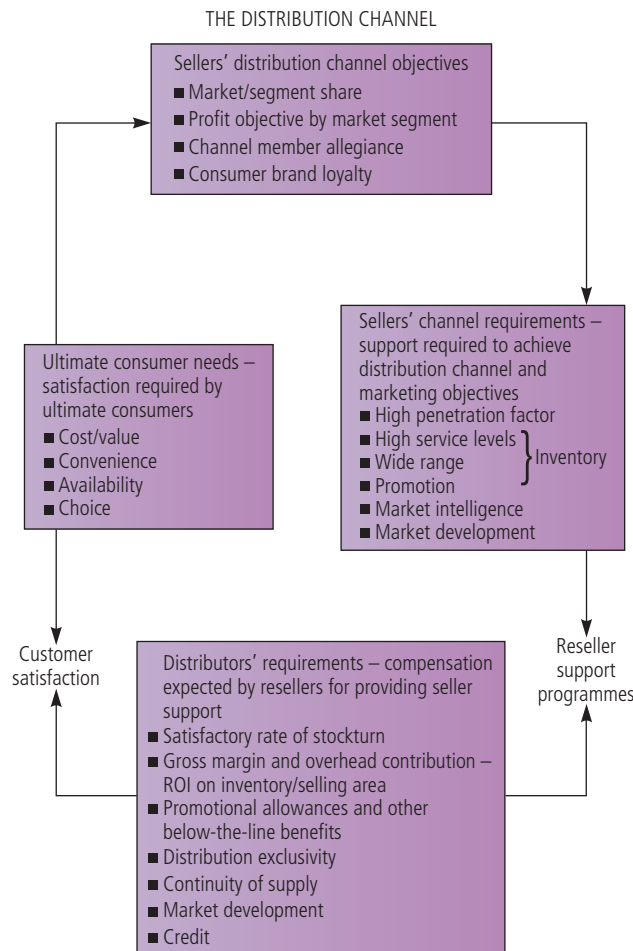 THE DISTRIBUTION CHANNEL
Sellers’ distribution channel objectives
■ Market/segment share
■ Profit objective by market segment
■ Channel member allegiance
■ Consumer brand loyalty
Sellers’ channel requirements –
support required to achieve
distribution channel and
marketing objectives
■ High penetration factor
■ High service levels
■ Wide range
■ Promotion
} Inventory
■ Market intelligence
■ Market development
Ultimate consumer needs –
satisfaction required by
ultimate consumers
■ Cost/value
■ Convenience
■ Availability
■ Choice
Customer
satisfaction
Reseller
support
programmes
Distributors’ requirements – compensation
expected by resellers for providing seller
support
■ Satisfactory rate of stockturn
■ Gross margin and overhead contribution –
ROI on inventory/selling area
■ Promotional allowances and other
below-the-line benefits
■ Distribution exclusivity
■ Continuity of supply
■ Market development
■ Credit